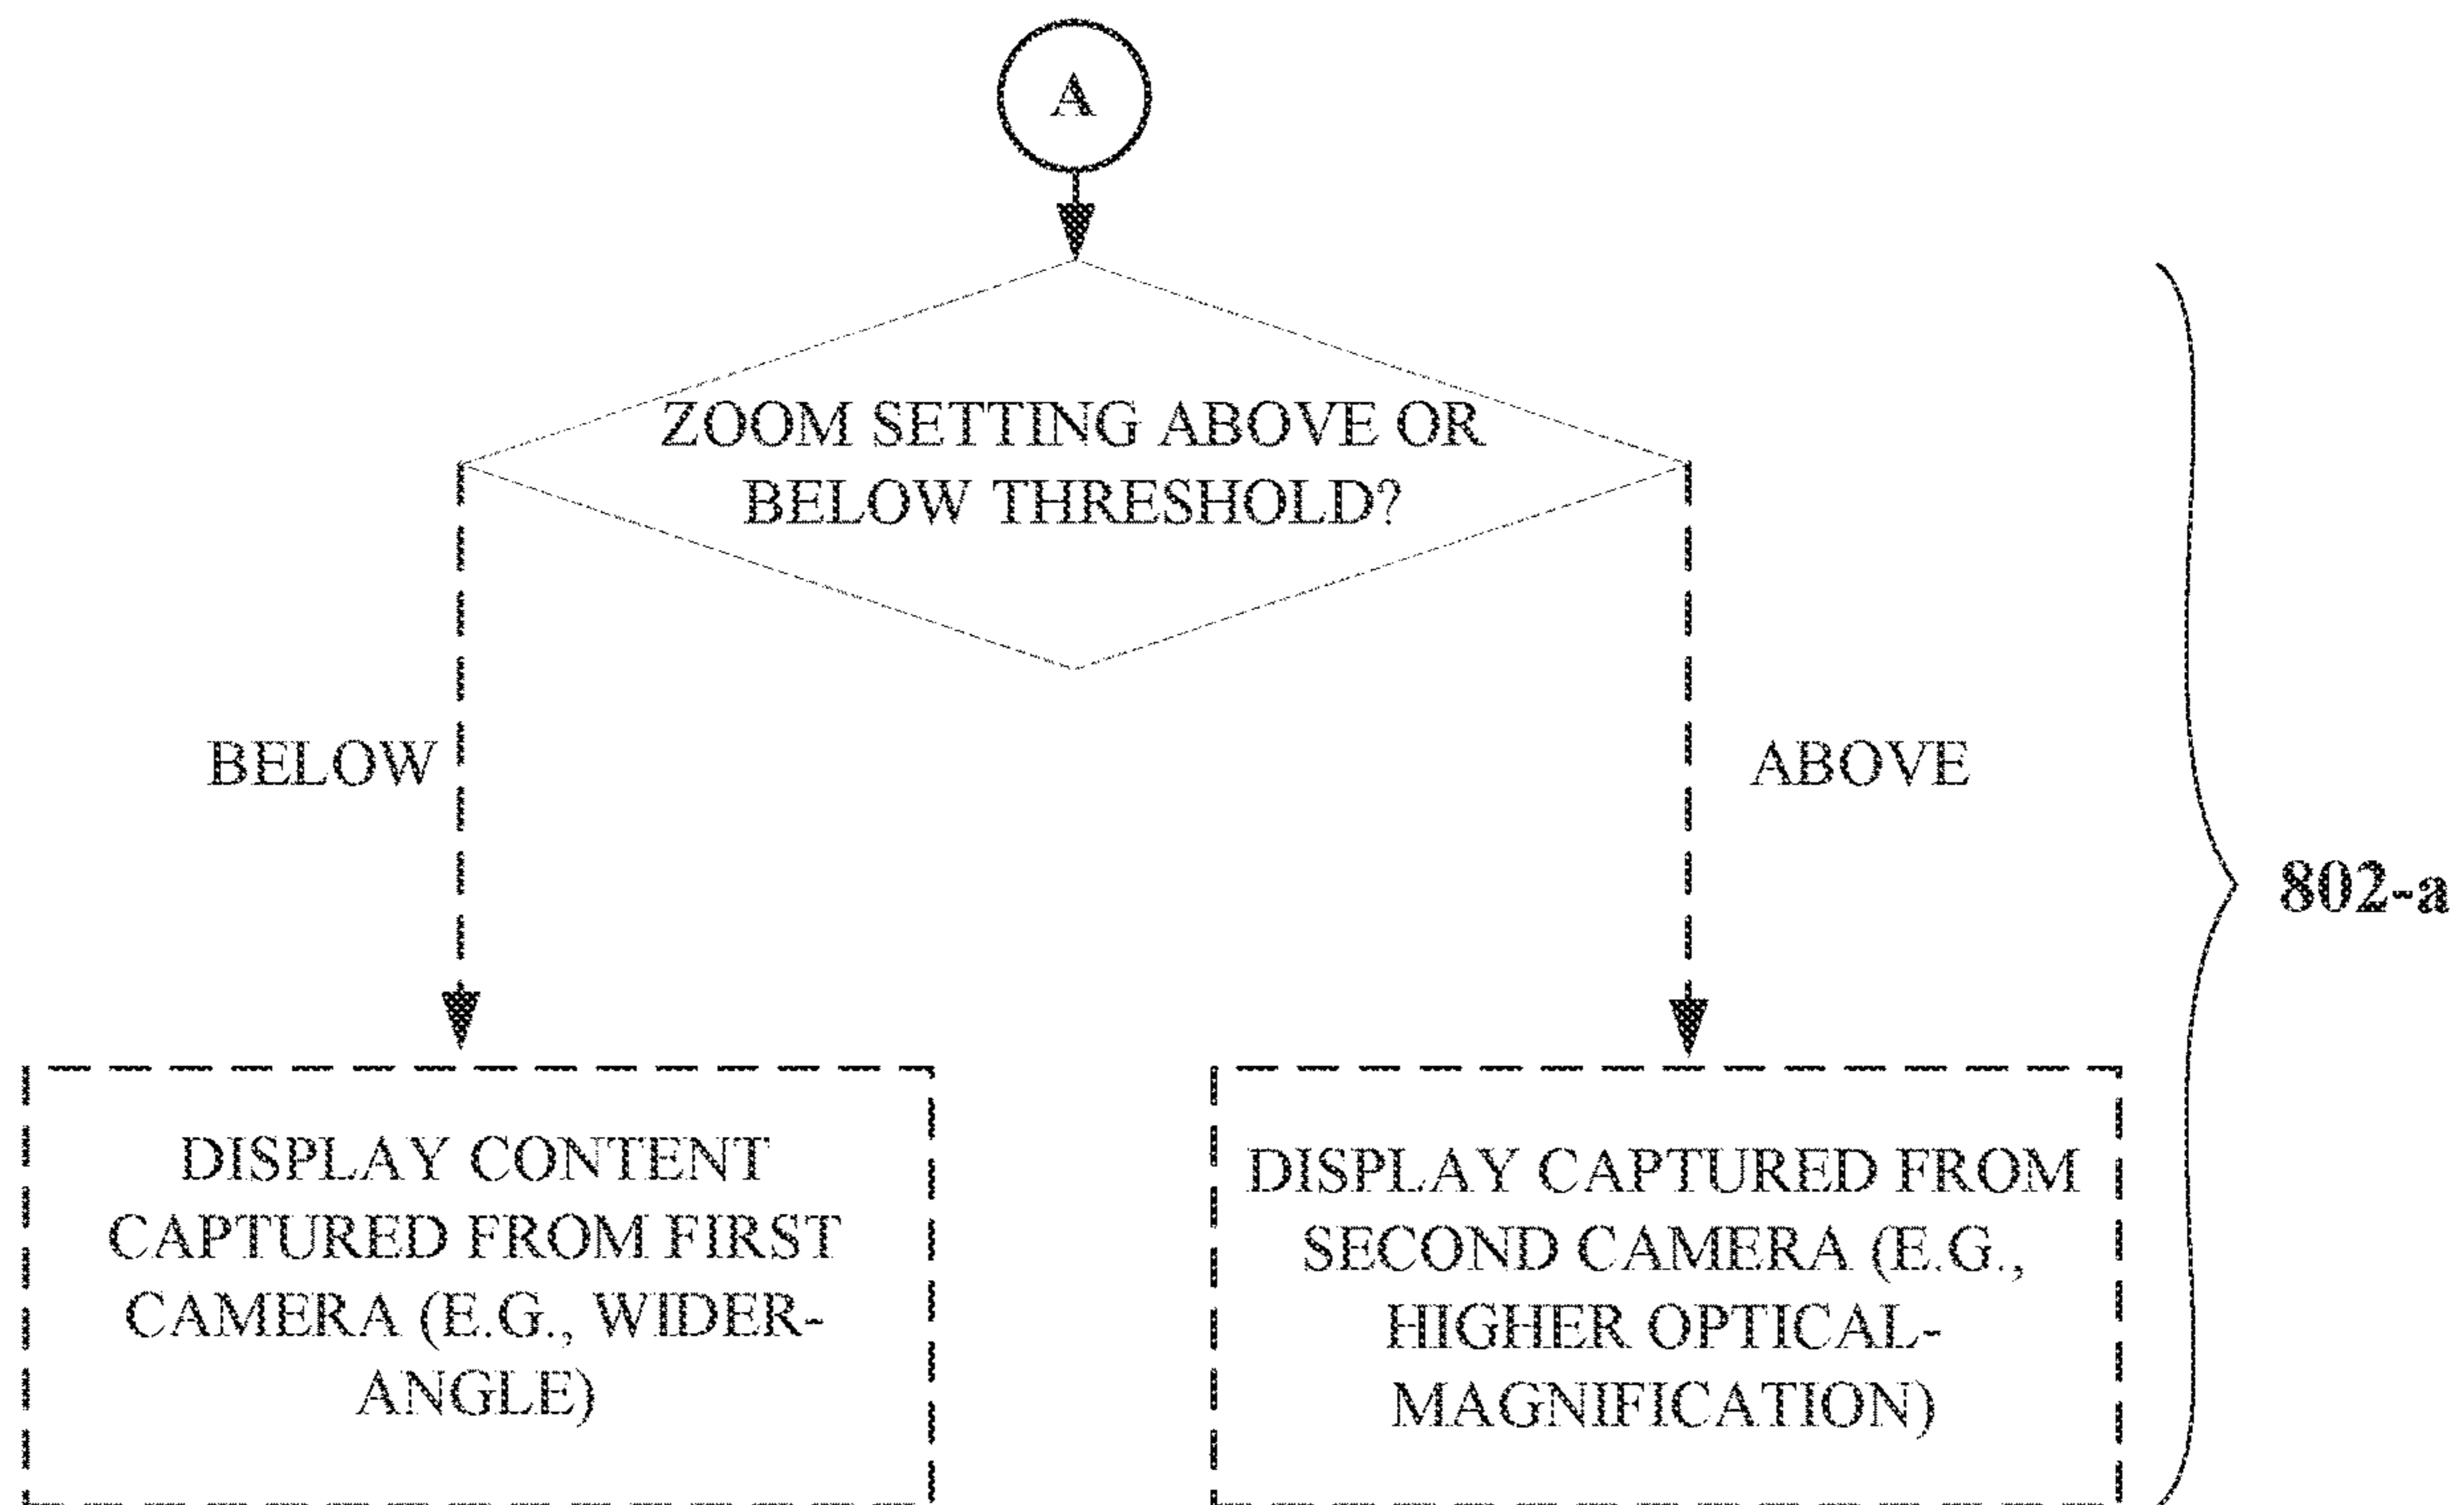 A
ZOOM SETTING ABOVE OR
BELOW THRESHOLD?
BELOW
ABOVE
802-a
DISPLAY CONTENT
CAPTURED FROM FIRST
CAMERA (E.G., WIDER-
ANGLE)
DISPLAY CAPTURED FROM
SECOND CAMERA (E.G.,
HIGHER OPTICAL-
MAGNIFICATION)